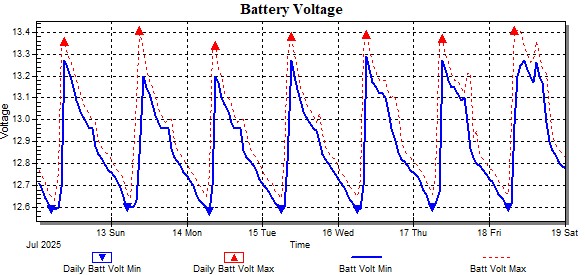 Battery Voltage
13.4
13.3
13.2
13.1
13.0
12.9
12.8
12.7
12.6
Voltage
13 Sun 14 Mon 15 Tue 16 Wed 17 Thu 18 Fri 19 Sat
Jul 2025 Time
Daily Batt Volt Min Daily Batt Volt Max Batt Volt Min Batt Volt Max